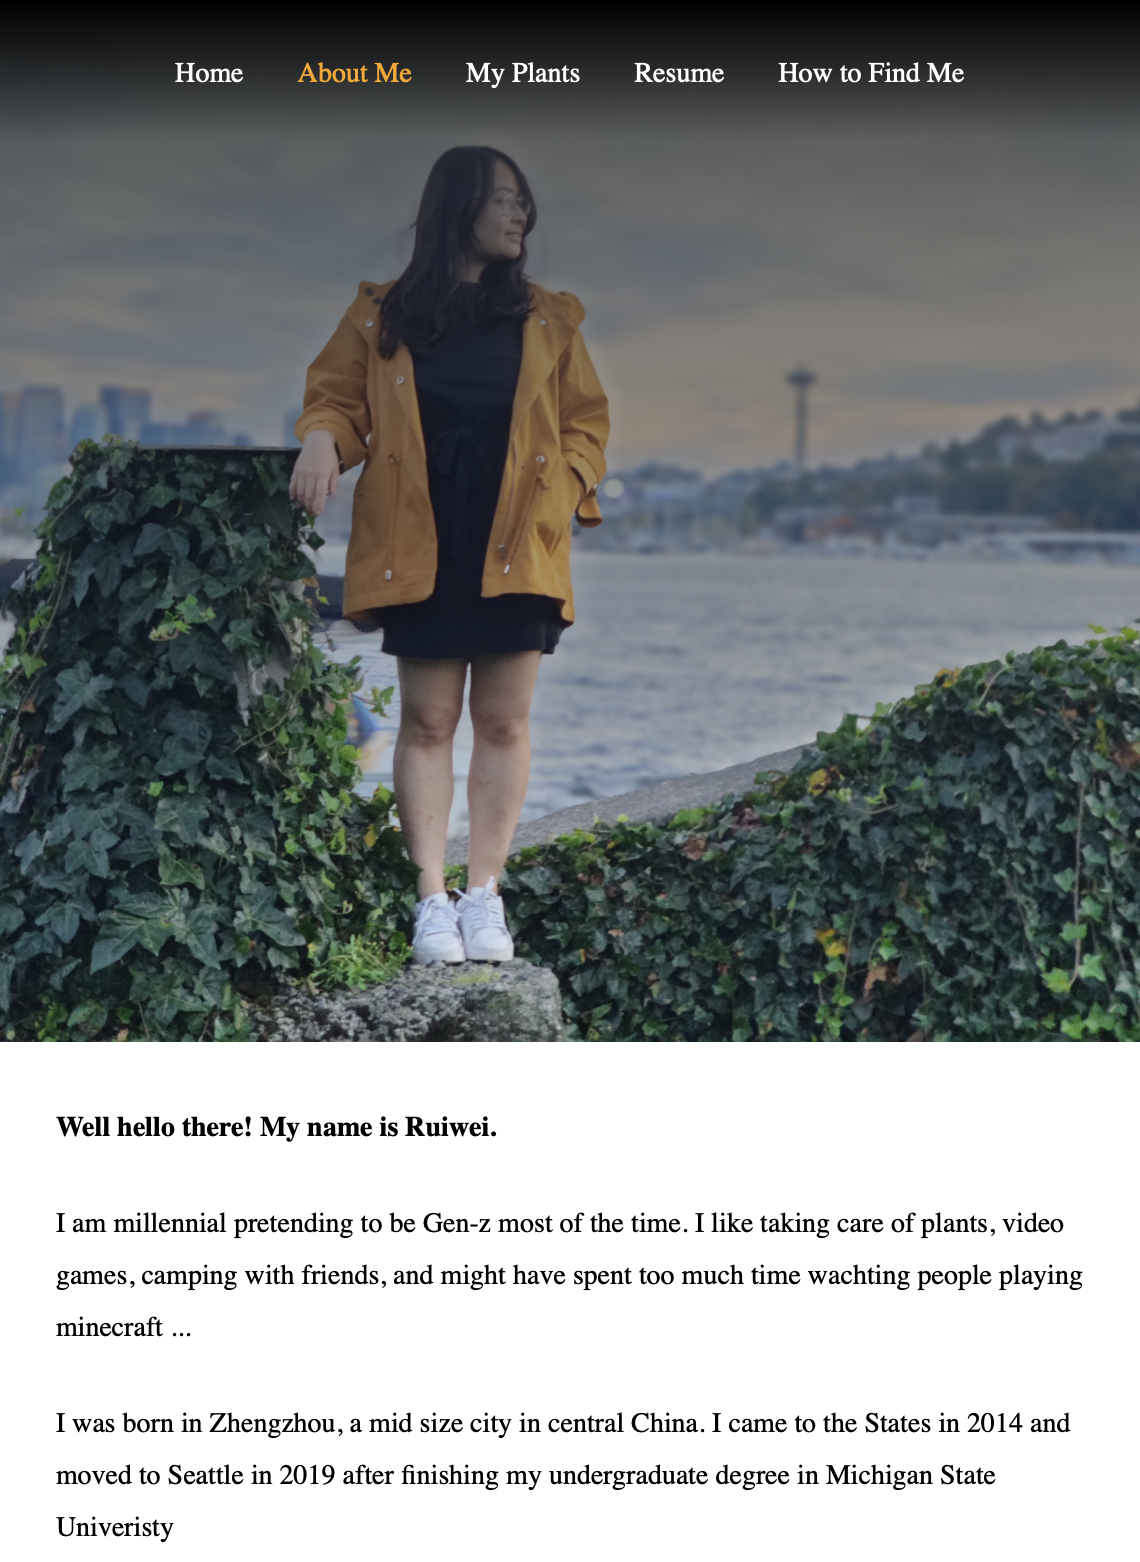 Home About Me My Plants Resume How to Find Me
Well hello there! My name is Ruiwei.
I am millennial pretending to be Gen-z most of the time. I like taking care of plants, video
games, camping with friends, and might have spent too much time wachting people playing
minecraft ...
I was born in Zhengzhou, a mid size city in central China. I came to the States in 2014 and
moved to Seattle in 2019 after finishing my undergraduate degree in Michigan State
Univeristy